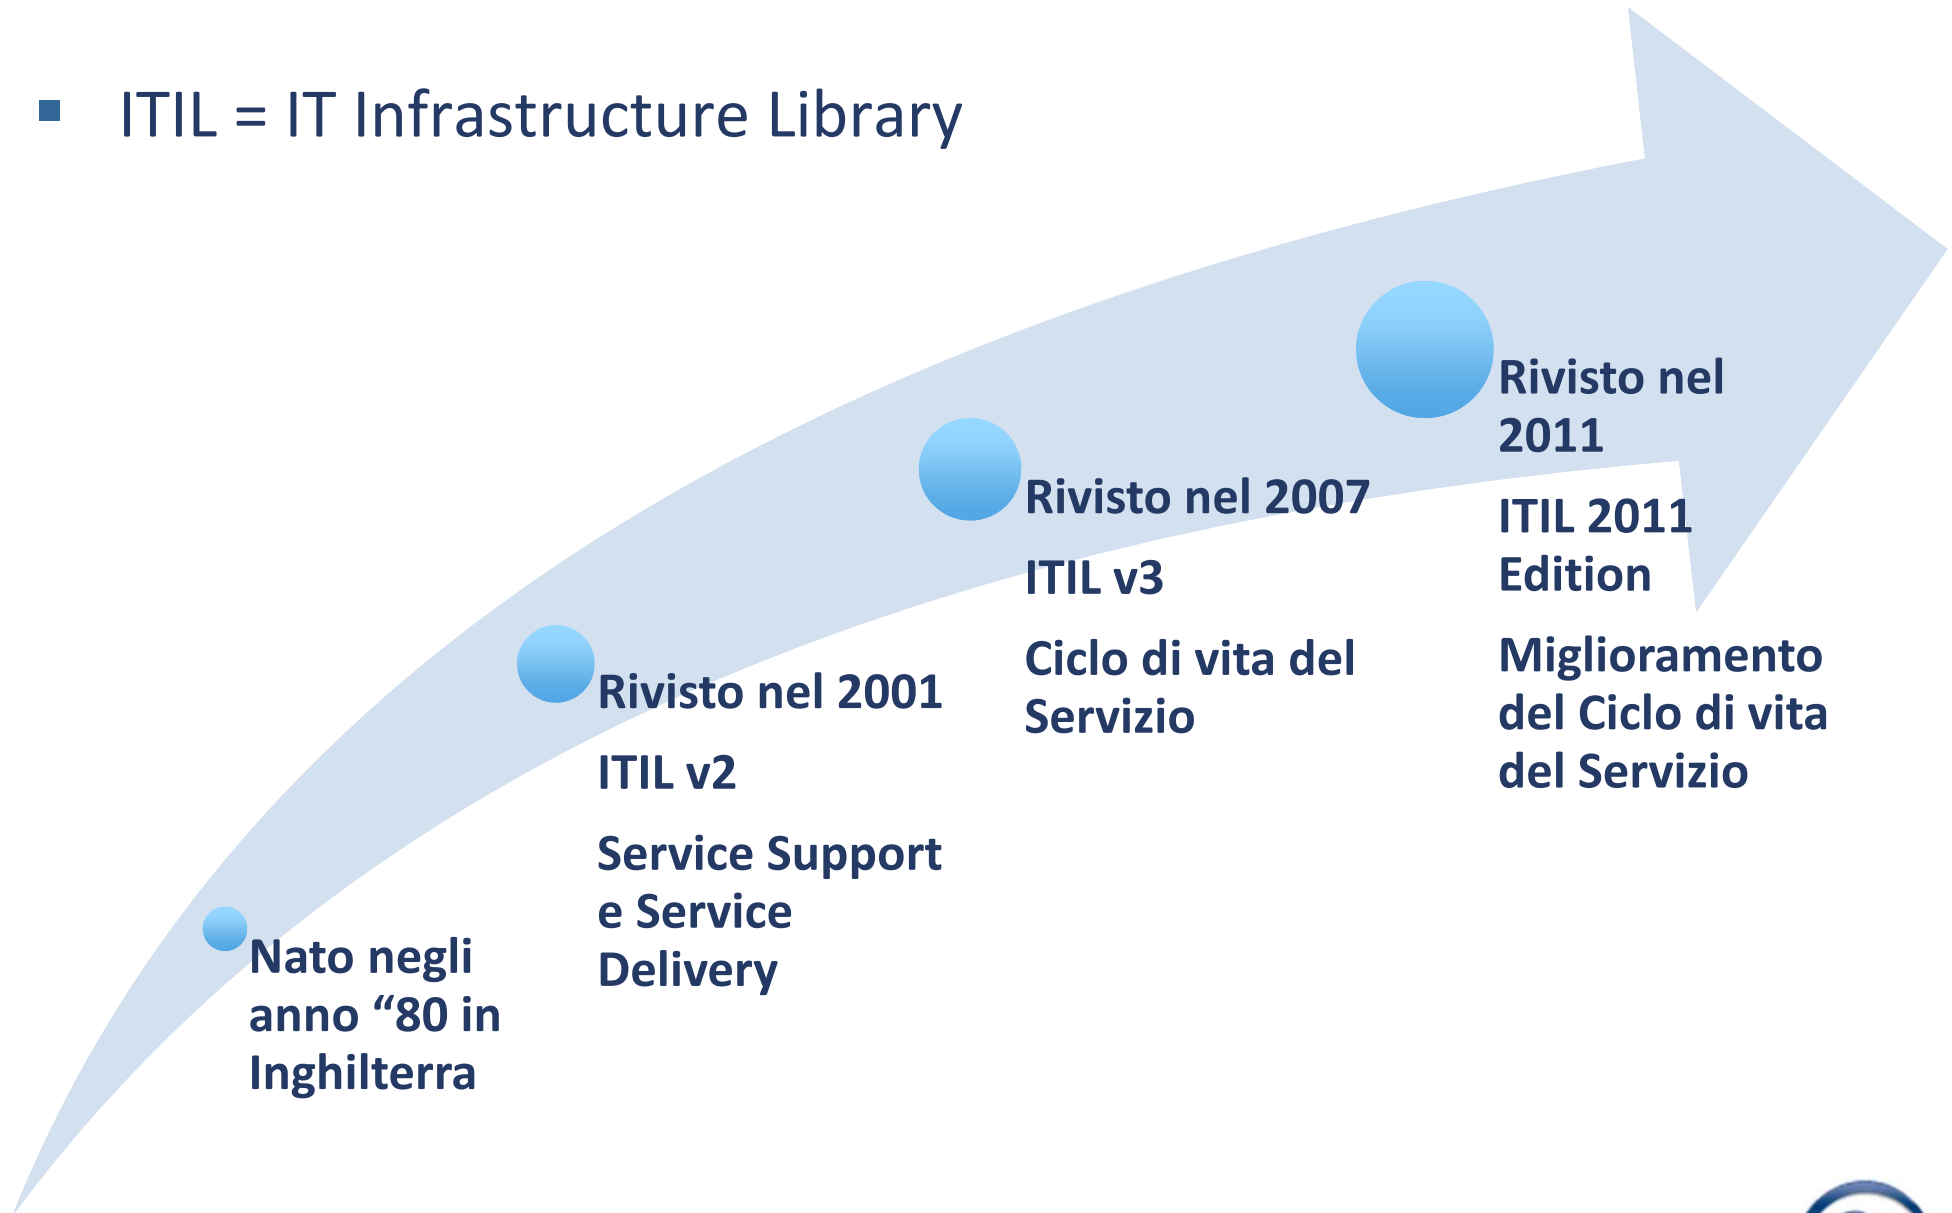 ITIL = IT Infrastructure Library
Nato negli
anno “80 in
Inghilterra
Rivisto nel 2001
ITIL v2
Service Support
e Service
Delivery
Rivisto nel 2007
ITIL v3
Ciclo di vita del
Servizio
Rivisto nel
2011
ITIL 2011
Edition
Miglioramento
del Ciclo di vita
del Servizio